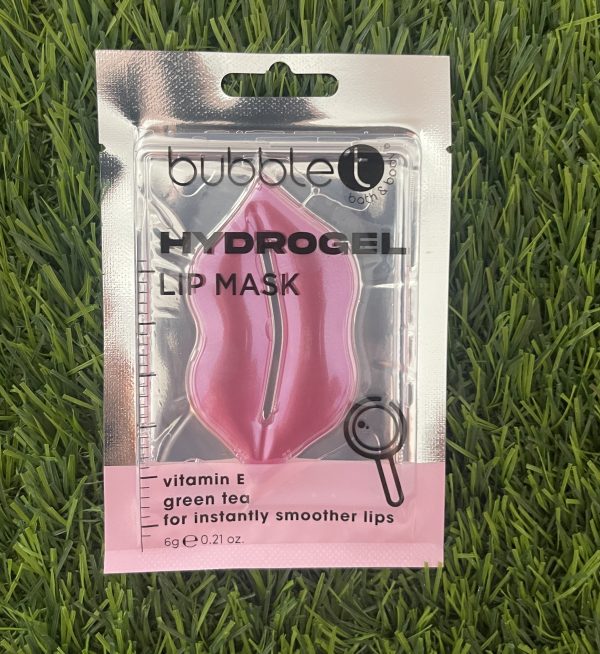 bubble t
bath & body
HYDROGEL
LIP MASK
vitamin E
green tea
for instantly smoother lips
6g ℮ 0.21 oz.